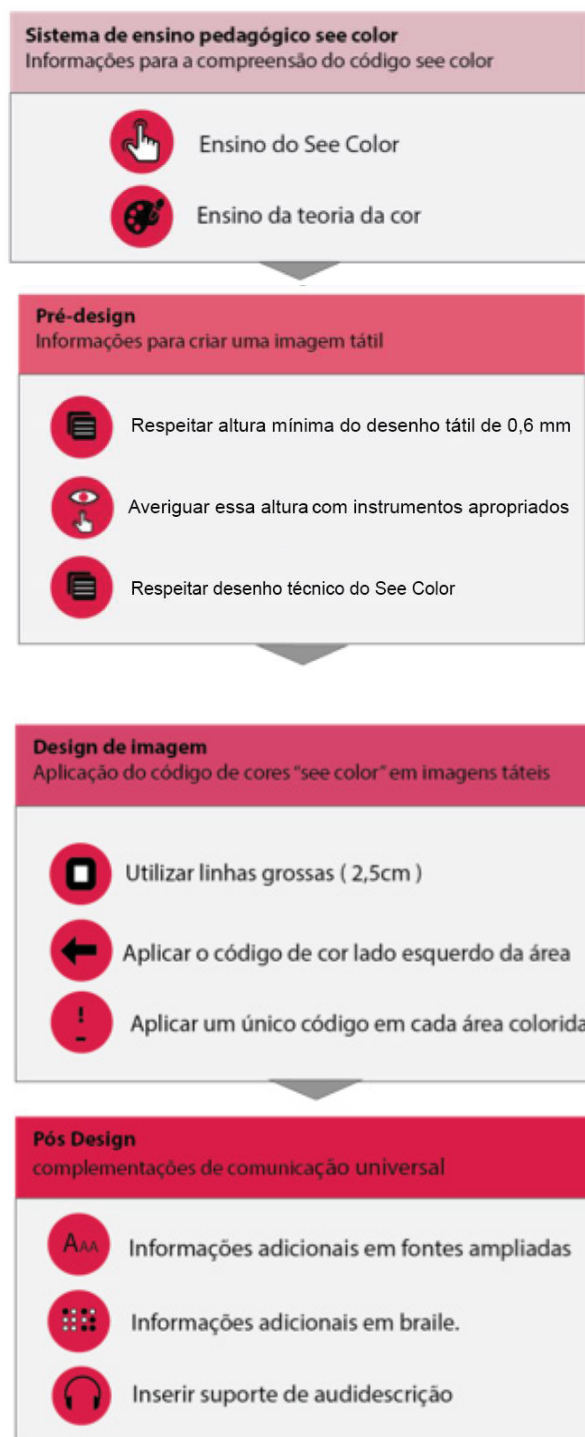 Sistema de ensino pedagógico see color
Informações para a compreensão do código see color
Ensino do See Color
Ensino da teoria da cor
Pré-design
Informações para criar uma imagem tátil
Respeitar altura mínima do desenho tátil de 0,6 mm
Averiguar essa altura com instrumentos apropriados
Respeitar desenho técnico do See Color
Design de imagem
Aplicação do código de cores “see color” em imagens táteis
Utilizar linhas grossas ( 2,5cm )
Aplicar o código de cor lado esquerdo da área
Aplicar um único código em cada área colorida
Pós Design
complementações de comunicação universal
AAA
Informações adicionais em fontes ampliadas
Informações adicionais em braile.
Inserir suporte de audidescrição